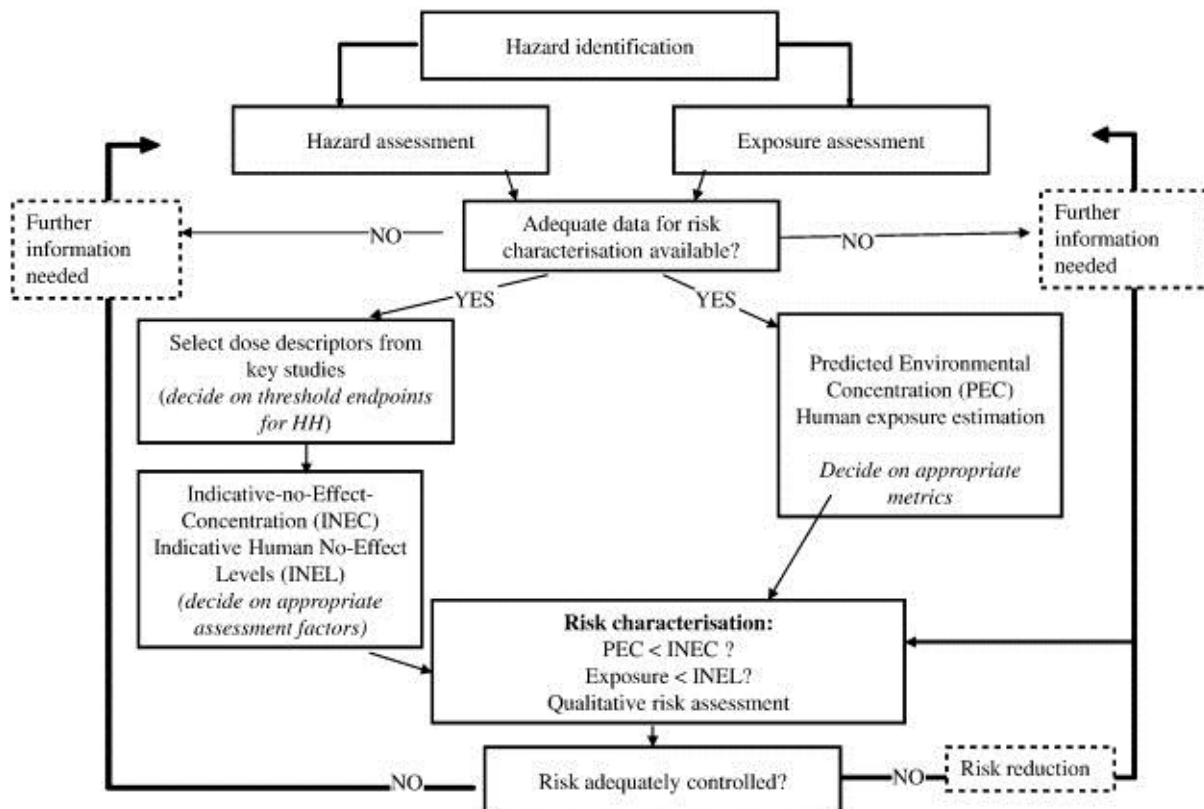 Hazard identification
Hazard assessment
Exposure assessment
Further
information
needed
NO
Adequate data for risk
characterisation available?
NO
Further
information
needed
YES
YES
Select dose descriptors from
key studies
(decide on threshold endpoints
for HH)
Predicted Environmental
Concentration (PEC)
Human exposure estimation
Decide on appropriate
metrics
Indicative-no-Effect-
Concentration (INEC)
Indicative Human No-Effect
Levels (INEL)
(decide on appropriate
assessment factors)
Risk characterisation:
PEC < INEC ?
Exposure < INEL?
Qualitative risk assessment
NO
Risk adequately controlled?
NO
Risk reduction